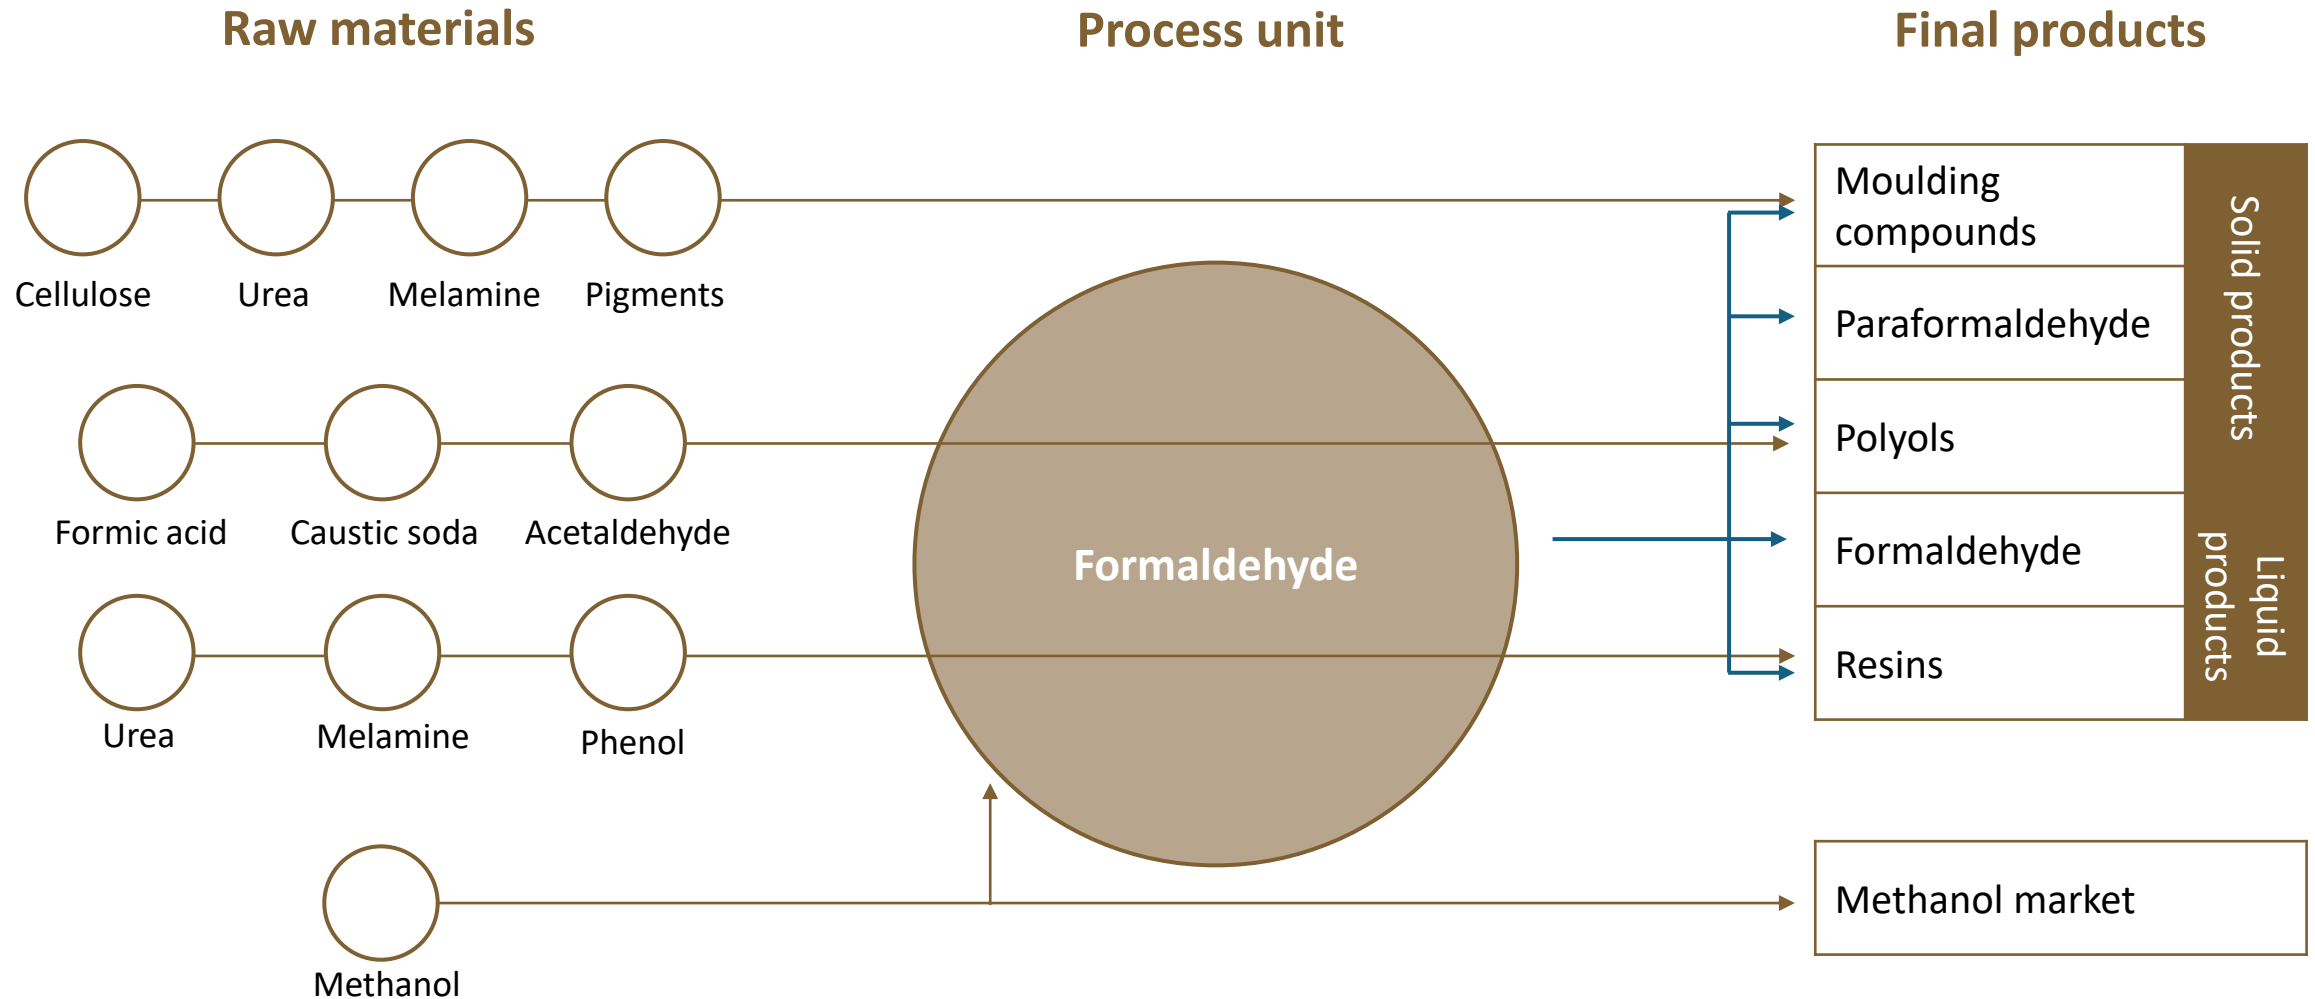 Raw materials
Process unit
Final products
Cellulose
Urea
Melamine
Pigments
Formic acid
Caustic soda
Acetaldehyde
Urea
Melamine
Phenol
Methanol
Formaldehyde
Moulding
compounds
Paraformaldehyde
Polyols
Formaldehyde
Resins
Solid products
Liquid
products
Methanol market